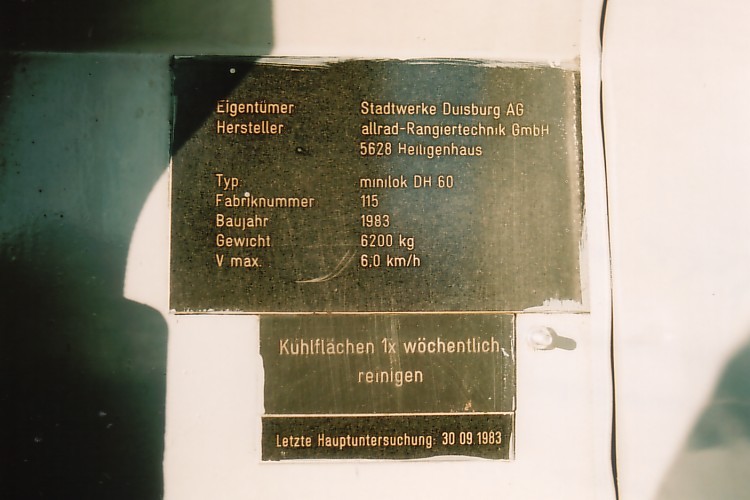 Eigentümer Stadtwerke Duisburg AG
Hersteller allrad-Rangiertechnik GmbH
5628 Heiligenhaus
Typ. minilok DH 60
Fabriknummer 115
Baujahr 1983
Gewicht 6200 kg
V max. 6,0 km/h
Kühlflächen 1x wöchentlich
reinigen
Letzte Hauptuntersuchung: 30 09 1983